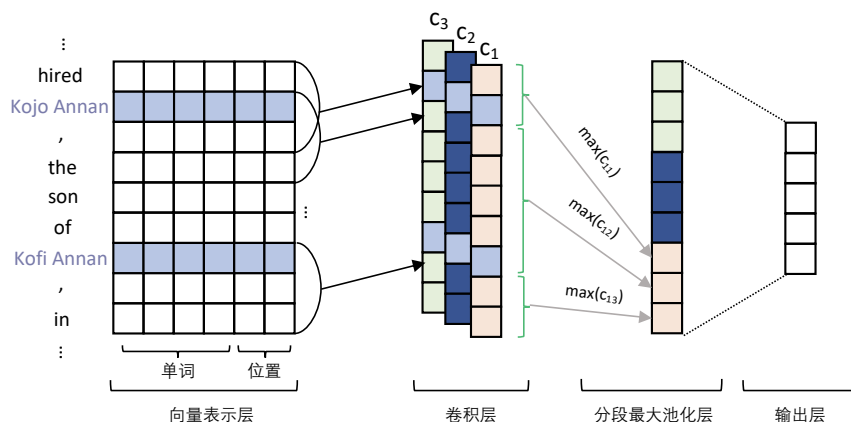 ⋮
hired
Kojo Annan
,
the
son
of
Kofi Annan
,
in
⋮
单词
位置
向量表示层
...
c₃
c₂
c₁
卷积层
max(c₁₁)
max(c₁₂)
max(c₁₃)
分段最大池化层
输出层